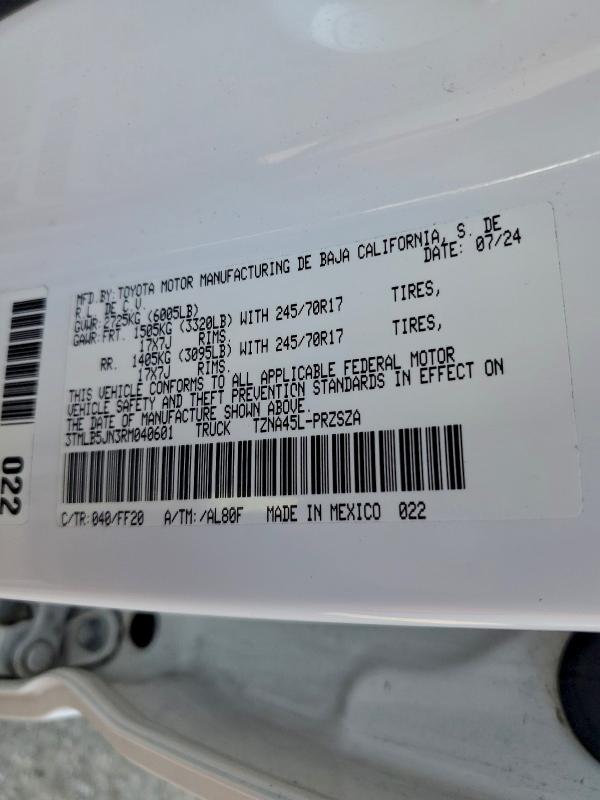 MFD.BY:TOYOTA MOTOR MANUFACTURING DE BAJA CALIFORNIA, S. DE
R.L. DE C.V. DATE: 07/24
GVWR: 2725KG (6005LB)
GAWR:FRT. 1505KG (3320LB) WITH 245/70R17 TIRES,
17X7J RIMS.
RR. 1405KG (3095LB) WITH 245/70R17 TIRES,
17X7J RIMS.
THIS VEHICLE CONFORMS TO ALL APPLICABLE FEDERAL MOTOR
VEHICLE SAFETY AND THEFT PREVENTION STANDARDS IN EFFECT ON
THE DATE OF MANUFACTURE SHOWN ABOVE.
3TMLB5JN3RM040601 TRUCK TZNA45L-PRZSZA
C/TR:040/FF20 A/TM:/AL80F MADE IN MEXICO 022
022